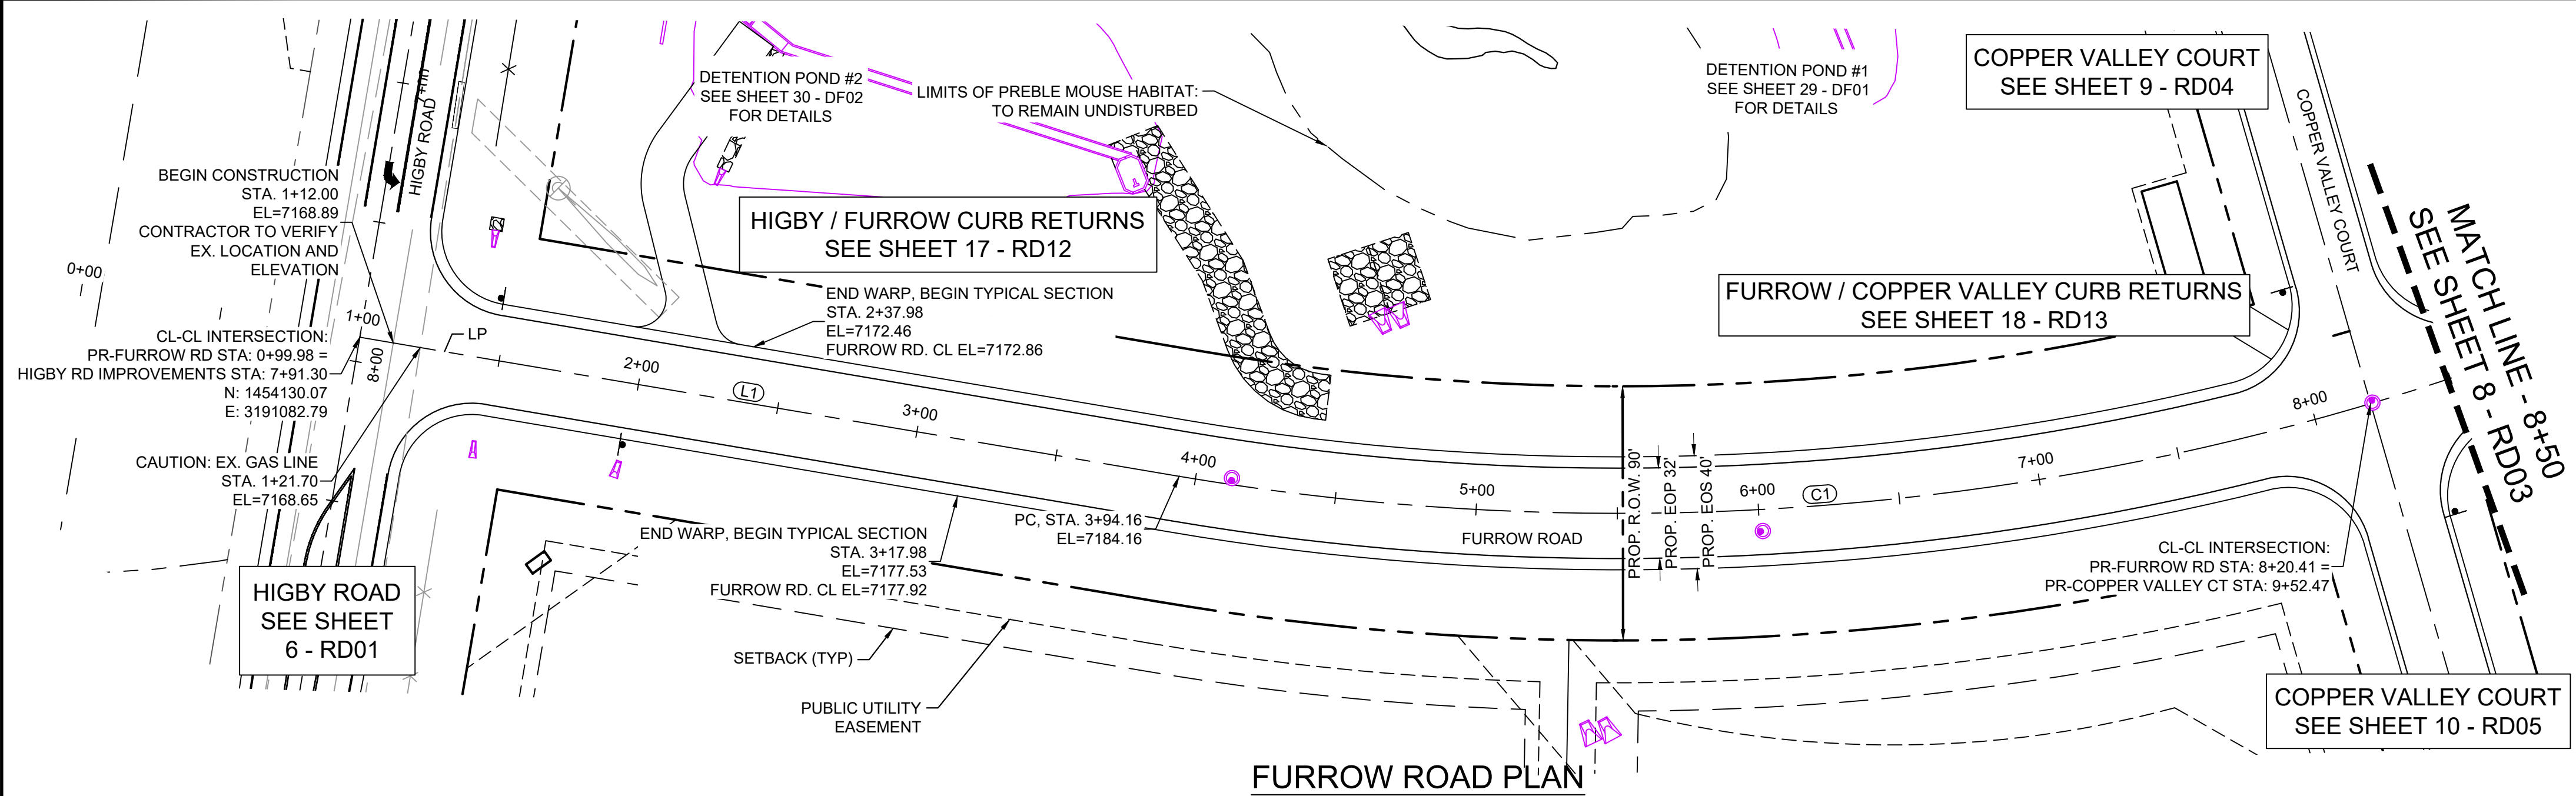 DETENTION POND #2
SEE SHEET 30 - DF02
FOR DETAILS
LIMITS OF PREBLE MOUSE HABITAT:
TO REMAIN UNDISTURBED
DETENTION POND #1
SEE SHEET 29 - DF01
FOR DETAILS
COPPER VALLEY COURT
SEE SHEET 9 - RD04
COPPER VALLEY COURT
HIGBY ROAD
BEGIN CONSTRUCTION
STA. 1+12.00
EL=7168.89
CONTRACTOR TO VERIFY
EX. LOCATION AND
ELEVATION
HIGBY / FURROW CURB RETURNS
SEE SHEET 17 - RD12
MATCH LINE - 8+50
SEE SHEET 8 - RD03
0+00
1+00
8+00
LP
CL-CL INTERSECTION:
PR-FURROW RD STA: 0+99.98 =
HIGBY RD IMPROVEMENTS STA: 7+91.30
N: 1454130.07
E: 3191082.79
END WARP, BEGIN TYPICAL SECTION
STA. 2+37.98
EL=7172.46
FURROW RD. CL EL=7172.86
FURROW / COPPER VALLEY CURB RETURNS
SEE SHEET 18 - RD13
2+00
L1
3+00
4+00
5+00
6+00
C1
7+00
8+00
CAUTION: EX. GAS LINE
STA. 1+21.70
EL=7168.65
END WARP, BEGIN TYPICAL SECTION
STA. 3+17.98
EL=7177.53
FURROW RD. CL EL=7177.92
PC, STA. 3+94.16
EL=7184.16
FURROW ROAD
PROP. R.O.W. 90'
PROP. EOP 32'
PROP. EOS 40'
CL-CL INTERSECTION:
PR-FURROW RD STA: 8+20.41 =
PR-COPPER VALLEY CT STA: 9+52.47
HIGBY ROAD
SEE SHEET
6 - RD01
SETBACK (TYP)
PUBLIC UTILITY
EASEMENT
COPPER VALLEY COURT
SEE SHEET 10 - RD05
FURROW ROAD PLAN